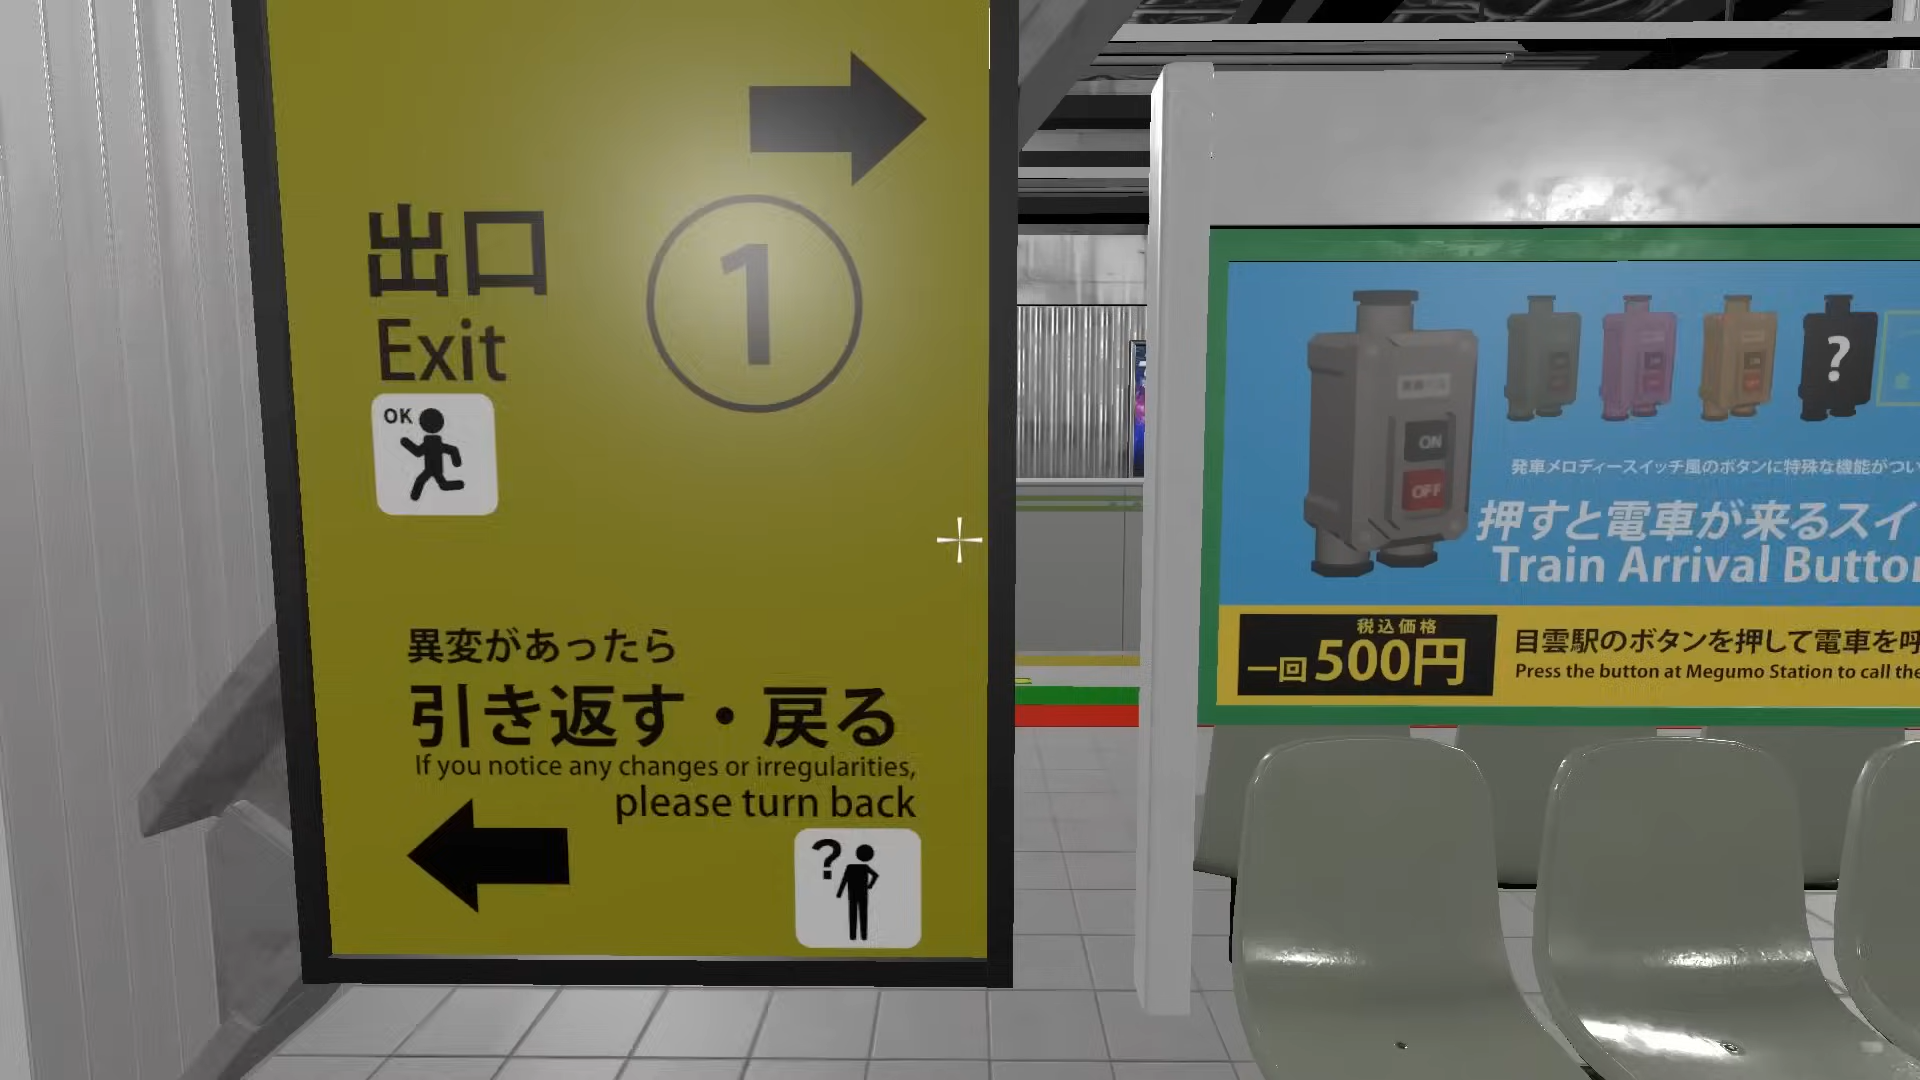 出口
Exit
1
OK
異変があったら
引き返す・戻る
If you notice any changes or irregularities,
please turn back
?
ON
OFF
?
発車メロディースイッチ風のボタンに特殊な機能がつい
押すと電車が来るスイ
Train Arrival Button
税込価格
一回500円
目雲駅のボタンを押して電車を呼
Press the button at Megumo Station to call the